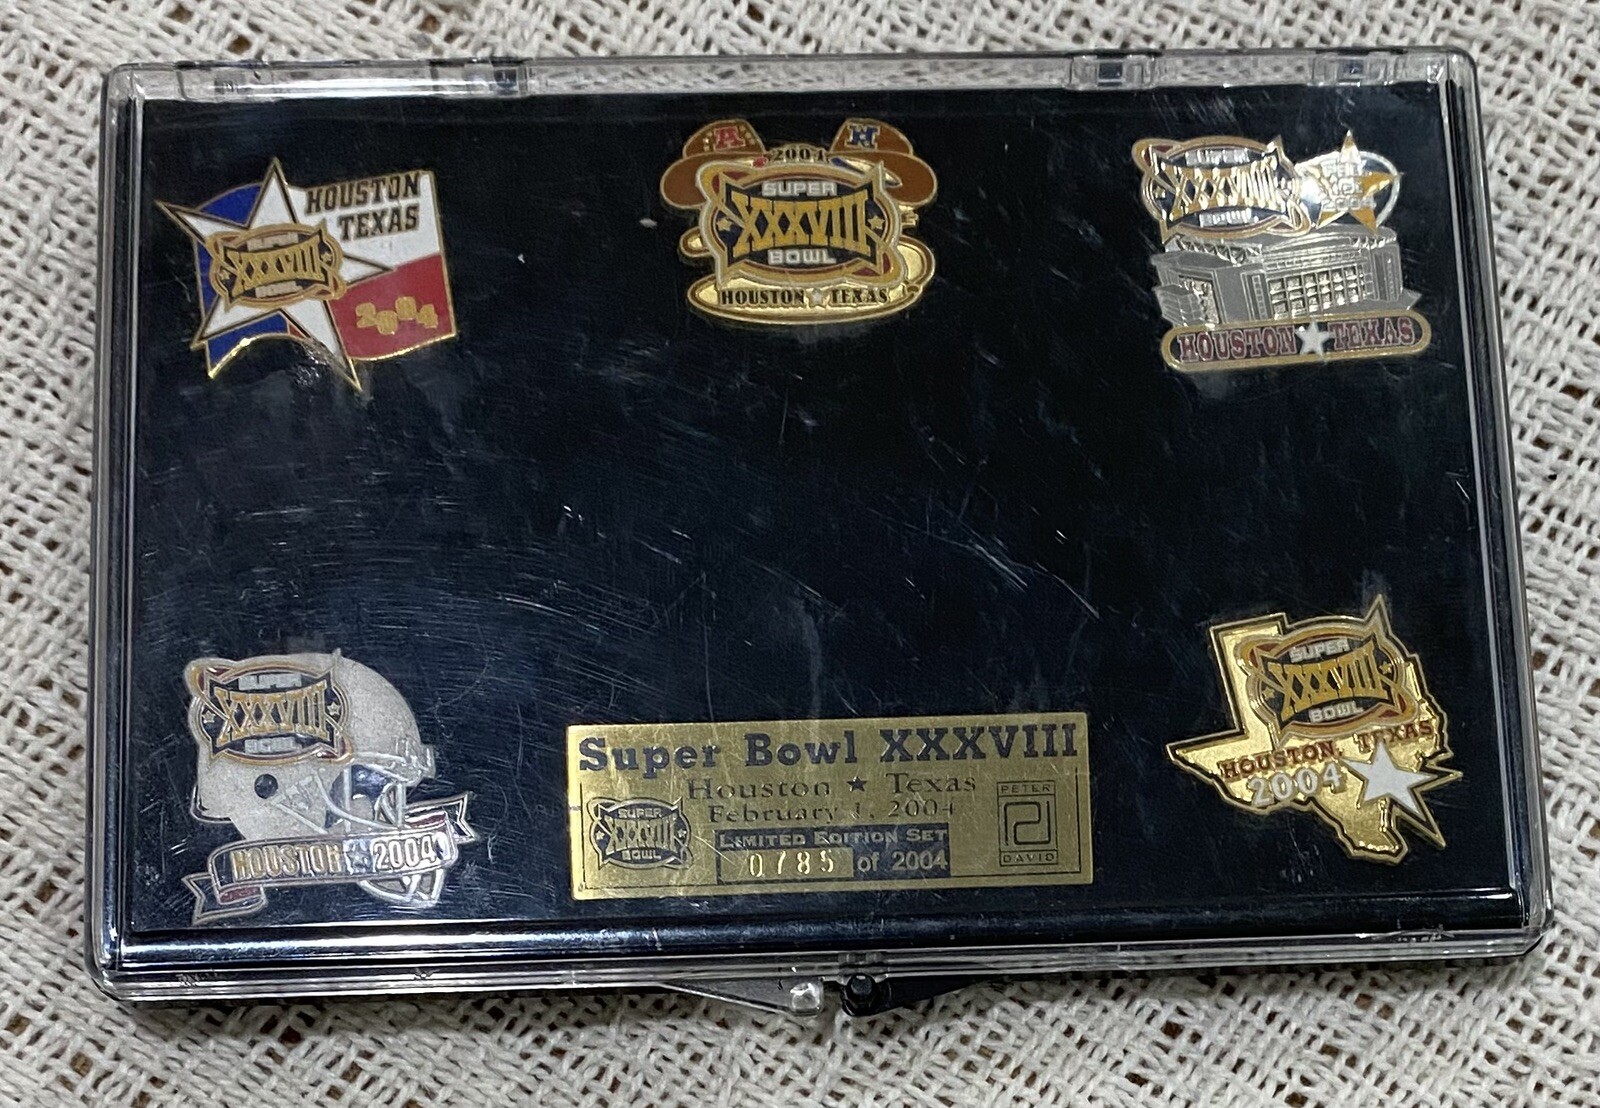 HOUSTON
TEXAS
SUPER
XXXVIII
BOWL
2004
A H
2004
SUPER
XXXVIII
BOWL
HOUSTON TEXAS
SUPER
XXXVIII
BOWL
2004
HOUSTON TEXAS
SUPER
XXXVIII
BOWL
HOUSTON 2004
Super Bowl XXXVIII
Houston Texas
February 1, 2004
SUPER
XXXVIII
BOWL
LIMITED EDITION SET
0785 of 2004
PETER
DAVID
SUPER
XXXVIII
BOWL
HOUSTON, TEXAS
2004